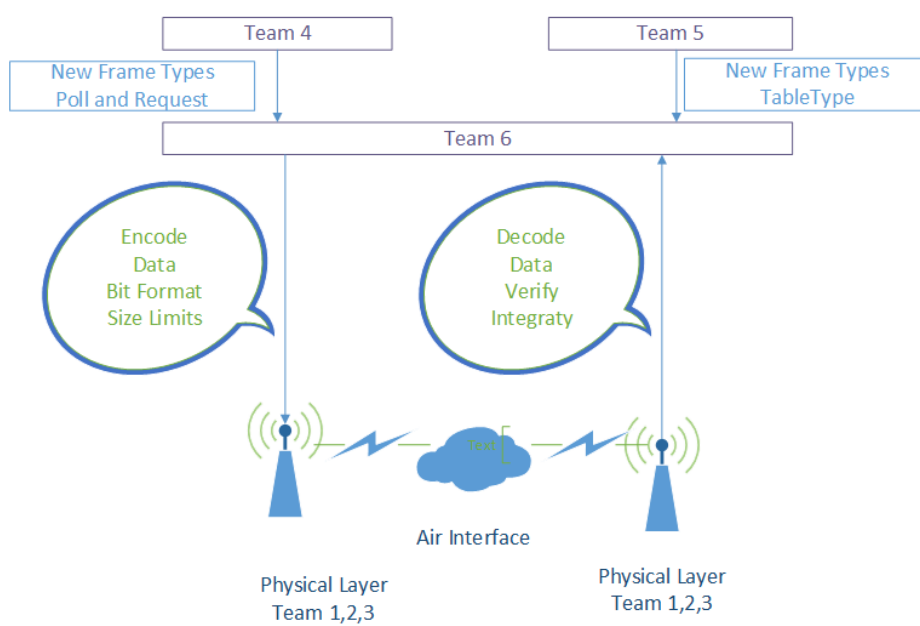 Team 4
Team 5
New Frame Types
Poll and Request
New Frame Types
TableType
Team 6
Encode
Data
Bit Format
Size Limits
Decode
Data
Verify
Integraty
Text
Air Interface
Physical Layer
Team 1,2,3
Physical Layer
Team 1,2,3